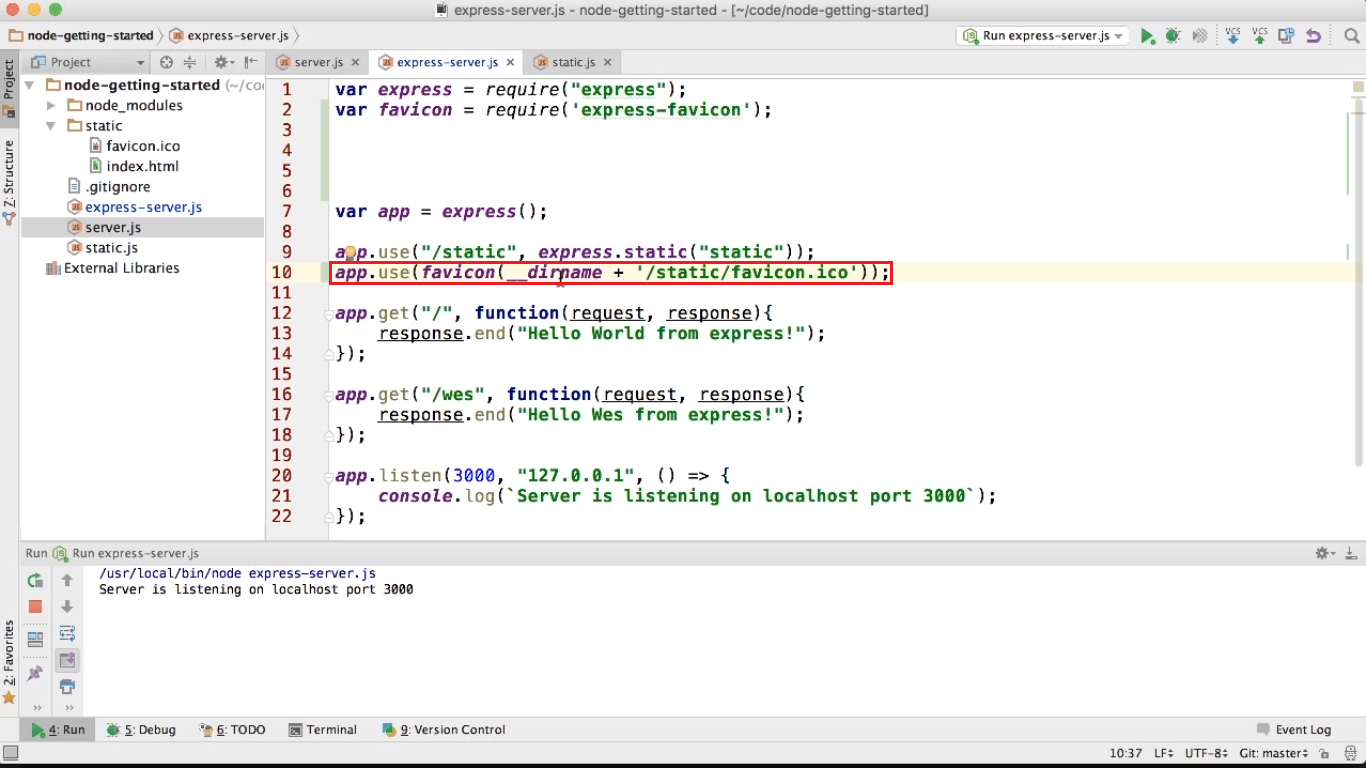 express-server.js - node-getting-started - [~/code/node-getting-started]
node-getting-started express-server.js
Run express-server.js
VCS VCS
Project
server.js express-server.js static.js
1: Project
Z: Structure
2: Favorites
node-getting-started (~/co
node_modules
static
favicon.ico
index.html
.gitignore
express-server.js
server.js
static.js
External Libraries
1 var express = require("express");
2 var favicon = require('express-favicon');
3
4
5
6
7 var app = express();
8
9 app.use("/static", express.static("static"));
10 app.use(favicon(__dirname + '/static/favicon.ico'));
11
12 app.get("/", function(request, response){
13 response.end("Hello World from express!");
14 });
15
16 app.get("/wes", function(request, response){
17 response.end("Hello Wes from express!");
18 });
19
20 app.listen(3000, "127.0.0.1", () => {
21 console.log(`Server is listening on localhost port 3000`);
22 });
Run Run express-server.js
/usr/local/bin/node express-server.js
Server is listening on localhost port 3000
4: Run 5: Debug 6: TODO Terminal 9: Version Control Event Log
10:37 LF UTF-8 Git: master